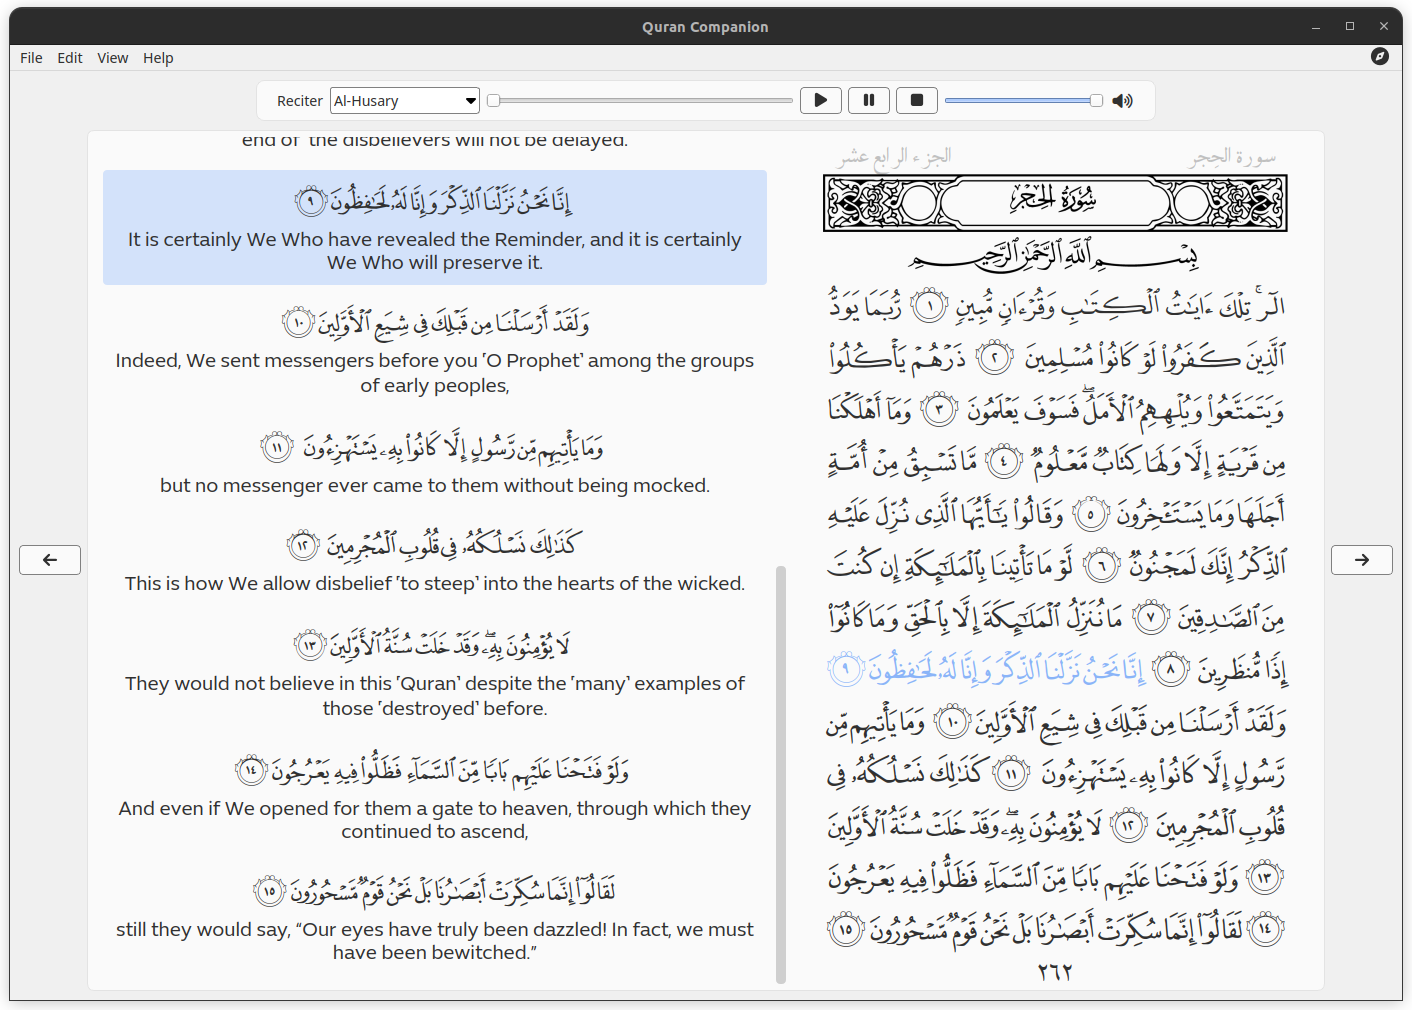 Quran Companion
File Edit View Help
Reciter Al-Husary
end of the disbelievers will not be delayed.
إِنَّا نَحْنُ نَزَّلْنَا ٱلذِّكْرَ وَإِنَّا لَهُۥ لَحَـٰفِظُونَ ٩
It is certainly We Who have revealed the Reminder, and it is certainly
We Who will preserve it.
وَلَقَدْ أَرْسَلْنَا مِن قَبْلِكَ فِى شِيَعِ ٱلْأَوَّلِينَ ١٠
Indeed, We sent messengers before you ˹O Prophet˺ among the groups
of early peoples,
وَمَا يَأْتِيهِم مِّن رَّسُولٍ إِلَّا كَانُوا۟ بِهِۦ يَسْتَهْزِءُونَ ١١
but no messenger ever came to them without being mocked.
كَذَٰلِكَ نَسْلُكُهُۥ فِى قُلُوبِ ٱلْمُجْرِمِينَ ١٢
This is how We allow disbelief ˹to steep˺ into the hearts of the wicked.
لَا يُؤْمِنُونَ بِهِۦ ۖ وَقَدْ خَلَتْ سُنَّةُ ٱلْأَوَّلِينَ ١٣
They would not believe in this ˹Quran˺ despite the ˹many˺ examples of
those ˹destroyed˺ before.
وَلَوْ فَتَحْنَا عَلَيْهِم بَابًا مِّنَ ٱلسَّمَآءِ فَظَلُّوا۟ فِيهِ يَعْرُجُونَ ١٤
And even if We opened for them a gate to heaven, through which they
continued to ascend,
لَقَالُوٓا۟ إِنَّمَا سُكِّرَتْ أَبْصَـٰرُنَا بَلْ نَحْنُ قَوْمٌ مَّسْحُورُونَ ١٥
still they would say, “Our eyes have truly been dazzled! In fact, we must
have been bewitched.”
سورة الحجر
الجزء الرابع عشر
سُورَةُ الْحِجْرِ
بِسْمِ ٱللَّهِ ٱلرَّحْمَـٰنِ ٱلرَّحِيمِ
الٓر ۚ تِلْكَ ءَايَـٰتُ ٱلْكِتَـٰبِ وَقُرْءَانٍ مُّبِينٍ ١ رُّبَمَا يَوَدُّ
ٱلَّذِينَ كَفَرُوا۟ لَوْ كَانُوا۟ مُسْلِمِينَ ٢ ذَرْهُمْ يَأْكُلُوا۟
وَيَتَمَتَّعُوا۟ وَيُلْهِهِمُ ٱلْأَمَلُ ۖ فَسَوْفَ يَعْلَمُونَ ٣ وَمَآ أَهْلَكْنَا
مِن قَرْيَةٍ إِلَّا وَلَهَا كِتَابٌ مَّعْلُومٌ ٤ مَّا تَسْبِقُ مِنْ أُمَّةٍ
أَجَلَهَا وَمَا يَسْتَـْٔخِرُونَ ٥ وَقَالُوا۟ يَـٰٓأَيُّهَا ٱلَّذِى نُزِّلَ عَلَيْهِ
ٱلذِّكْرُ إِنَّكَ لَمَجْنُونٌ ٦ لَّوْ مَا تَأْتِينَا بِٱلْمَلَـٰٓئِكَةِ إِن كُنتَ
مِنَ ٱلصَّـٰدِقِينَ ٧ مَا نُنَزِّلُ ٱلْمَلَـٰٓئِكَةَ إِلَّا بِٱلْحَقِّ وَمَا كَانُوٓا۟
إِذًا مُّنظَرِينَ ٨ إِنَّا نَحْنُ نَزَّلْنَا ٱلذِّكْرَ وَإِنَّا لَهُۥ لَحَـٰفِظُونَ ٩
وَلَقَدْ أَرْسَلْنَا مِن قَبْلِكَ فِى شِيَعِ ٱلْأَوَّلِينَ ١٠ وَمَا يَأْتِيهِم مِّن
رَّسُولٍ إِلَّا كَانُوا۟ بِهِۦ يَسْتَهْزِءُونَ ١١ كَذَٰلِكَ نَسْلُكُهُۥ فِى
قُلُوبِ ٱلْمُجْرِمِينَ ١٢ لَا يُؤْمِنُونَ بِهِۦ ۖ وَقَدْ خَلَتْ سُنَّةُ ٱلْأَوَّلِينَ
١٣ وَلَوْ فَتَحْنَا عَلَيْهِم بَابًا مِّنَ ٱلسَّمَآءِ فَظَلُّوا۟ فِيهِ يَعْرُجُونَ
١٤ لَقَالُوٓا۟ إِنَّمَا سُكِّرَتْ أَبْصَـٰرُنَا بَلْ نَحْنُ قَوْمٌ مَّسْحُورُونَ ١٥
٢٦٢